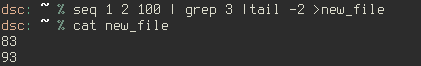 dsc: ~ % seq 1 2 100 | grep 3 |tail -2 >new_file
dsc: ~ % cat new_file
83
93